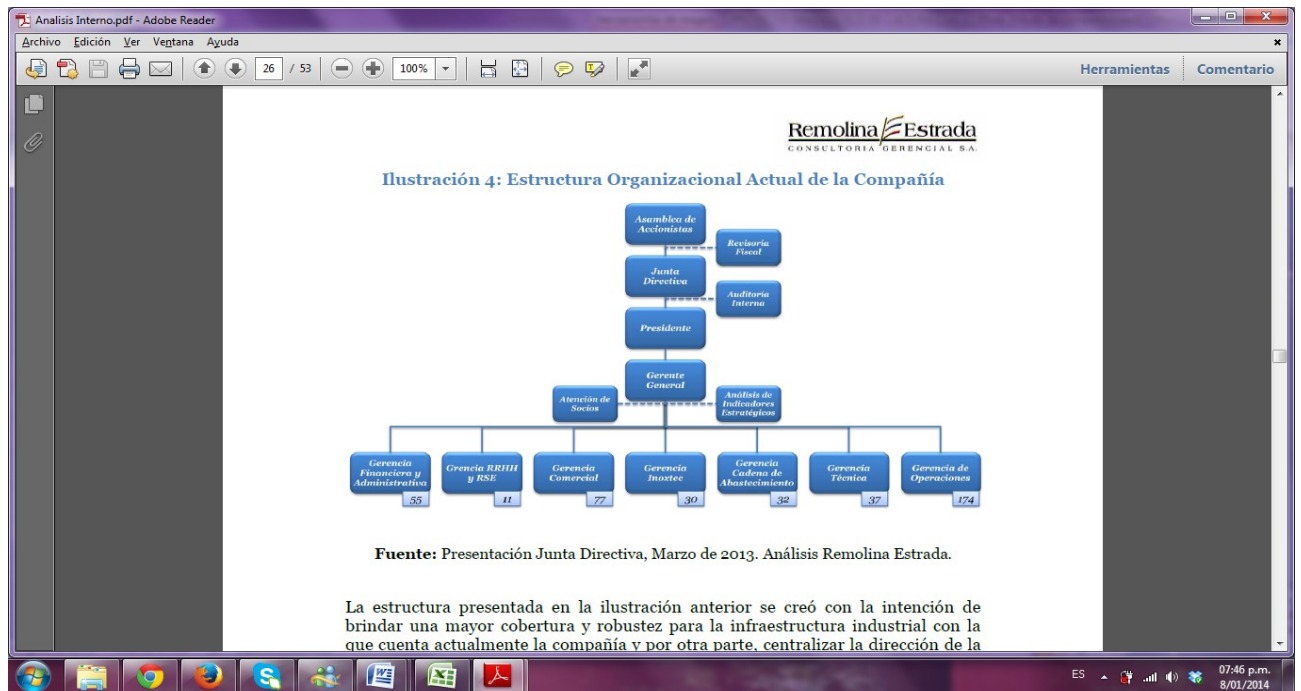 Analisis Interno.pdf - Adobe Reader
Archivo Edición Ver Ventana Ayuda
26 / 53
100%
Herramientas Comentario
Remolina Estrada
CONSULTORIA GERENCIAL S.A.
Ilustración 4: Estructura Organizacional Actual de la Compañía
Asamblea de
Accionistas
Revisoría
Fiscal
Junta
Directiva
Auditoría
Interna
Presidente
Gerente
General
Atención de
Socios
Análisis de
Indicadores
Estratégicos
Gerencia
Financiera y
Administrativa
55
Grencia RRHH
y RSE
11
Gerencia
Comercial
77
Gerencia
Inoxtec
30
Gerencia
Cadena de
Abastecimiento
32
Gerencia
Técnica
37
Gerencia de
Operaciones
174
Fuente: Presentación Junta Directiva, Marzo de 2013. Análisis Remolina Estrada.
La estructura presentada en la ilustración anterior se creó con la intención de
brindar una mayor cobertura y robustez para la infraestructura industrial con la
que cuenta actualmente la compañía y por otra parte, centralizar la dirección de la
ES
07:46 p.m.
8/01/2014